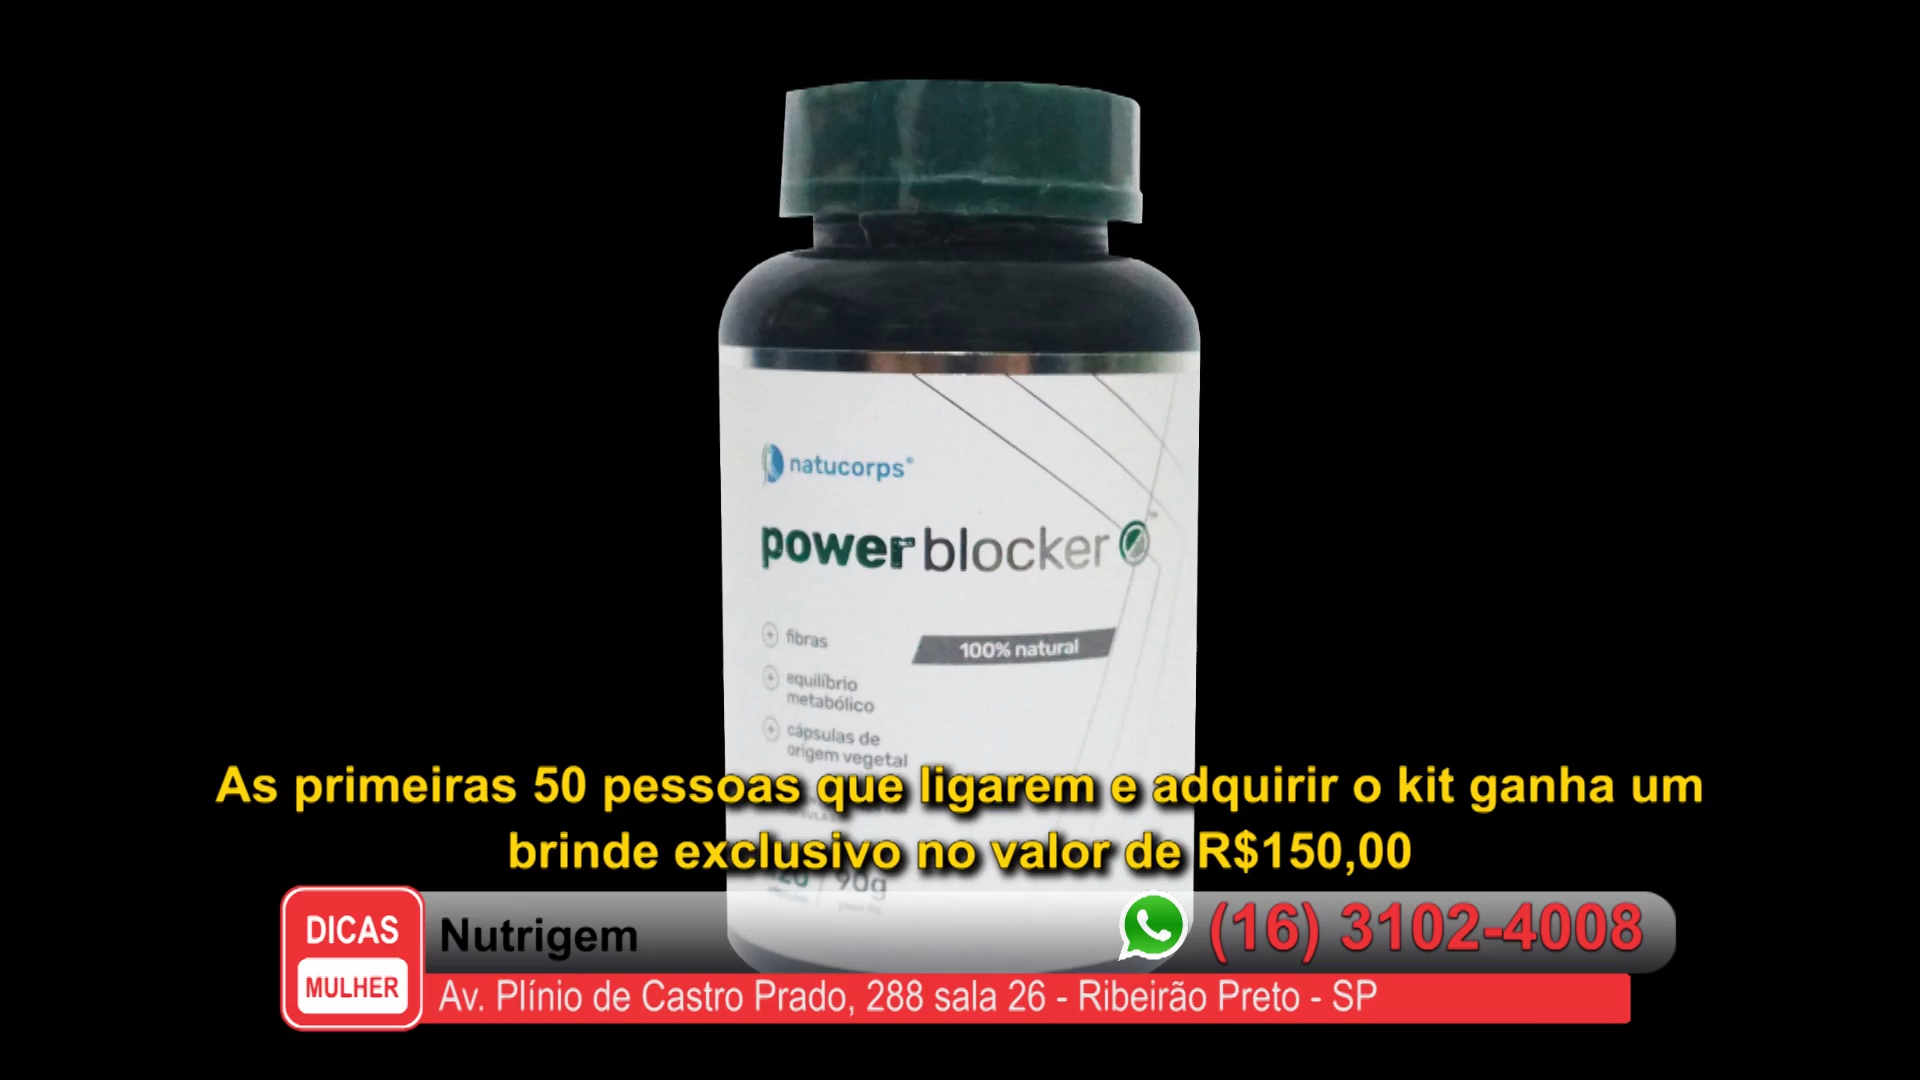 natucorps®
powerblocker
fibras
100% natural
equilíbrio
metabólico
cápsulas de
origem vegetal
As primeiras 50 pessoas que ligarem e adquirir o kit ganha um
brinde exclusivo no valor de R$150,00
90g
DICAS
MULHER
Nutrigem
(16) 3102-4008
Av. Plínio de Castro Prado, 288 sala 26 - Ribeirão Preto - SP